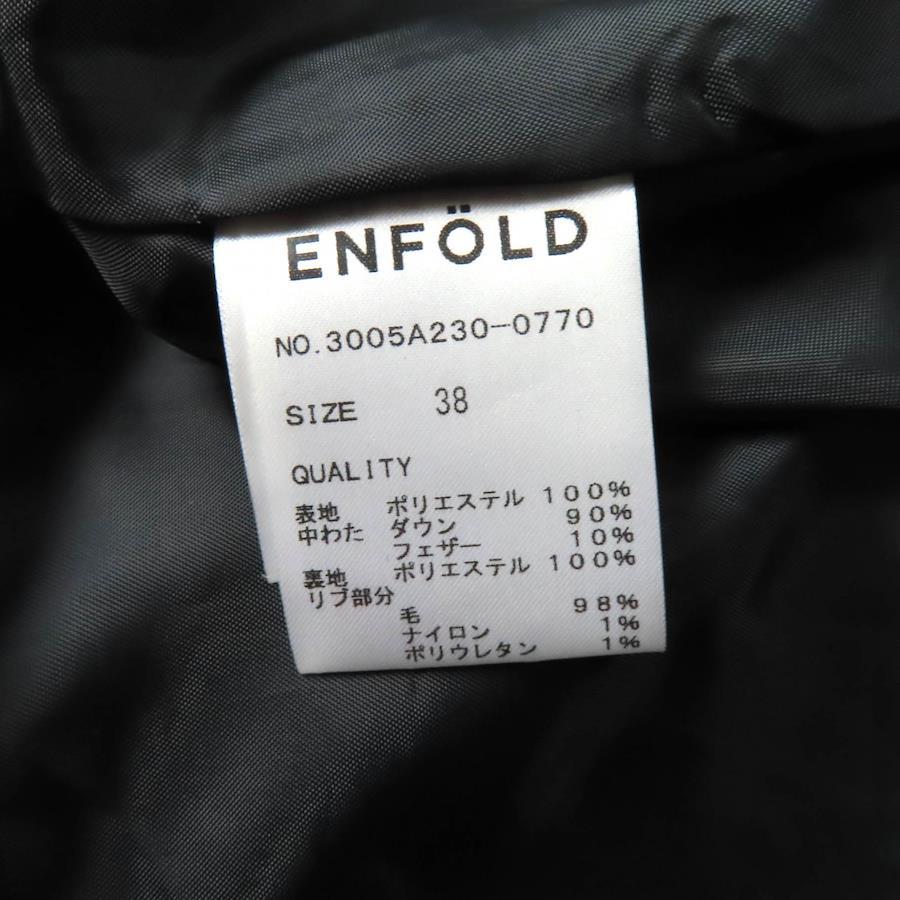 ENFÖLD
NO.3005A230-0770
SIZE 38
QUALITY
表地 ポリエステル 100%
中わた ダウン 90%
フェザー 10%
裏地 ポリエステル 100%
リブ部分
毛 98%
ナイロン 1%
ポリウレタン 1%